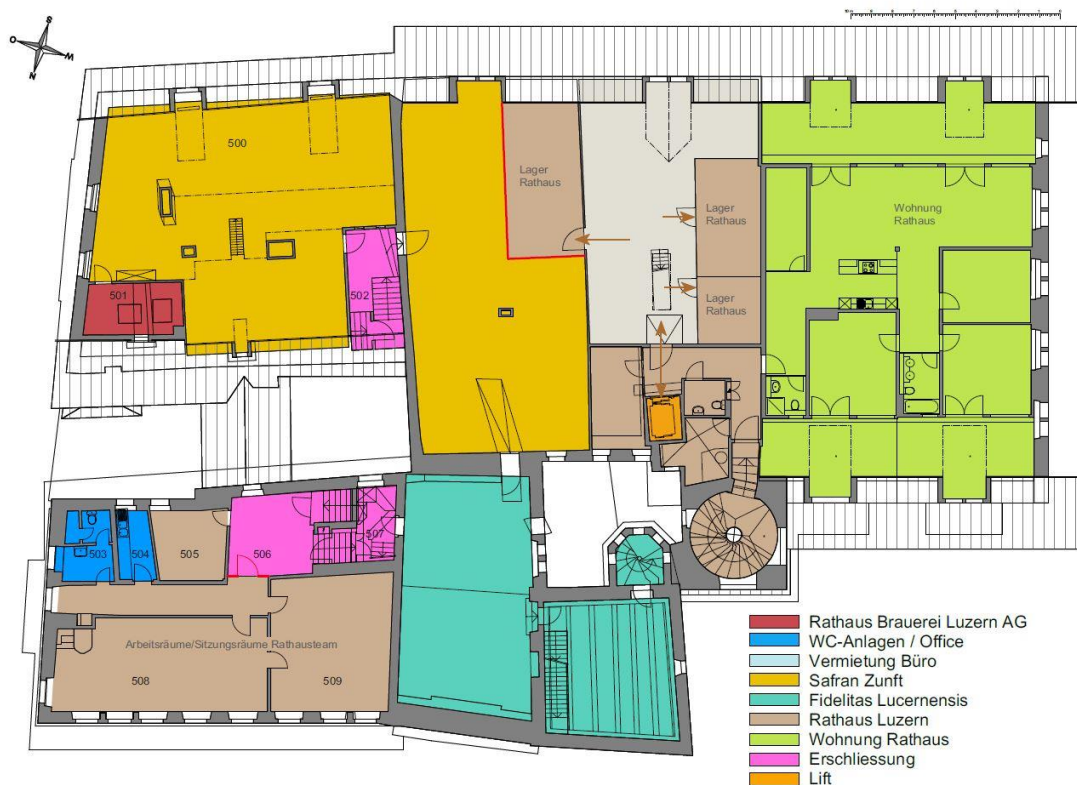 S
O
W
N
500
501
502
Lager
Rathaus
Lager
Rathaus
Lager
Rathaus
Wohnung
Rathaus
503
504
505
506
507
Arbeitsräume/Sitzungsräume Rathausteam
508
509
Rathaus Brauerei Luzern AG
WC-Anlagen / Office
Vermietung Büro
Safran Zunft
Fidelitas Lucernensis
Rathaus Luzern
Wohnung Rathaus
Erschliessung
Lift